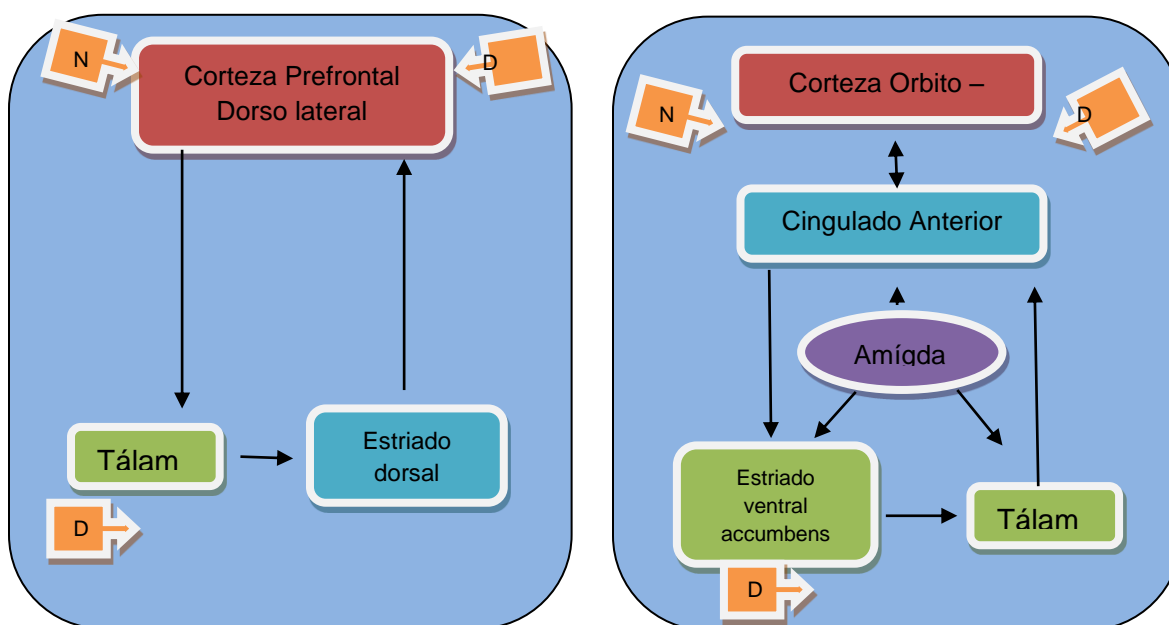 N
D
Corteza Prefrontal
Dorso lateral
Tálam
Estriado
dorsal
D
Corteza Orbito –
N
D
Cingulado Anterior
Amígda
Estriado
ventral
accumbens
Tálam
D